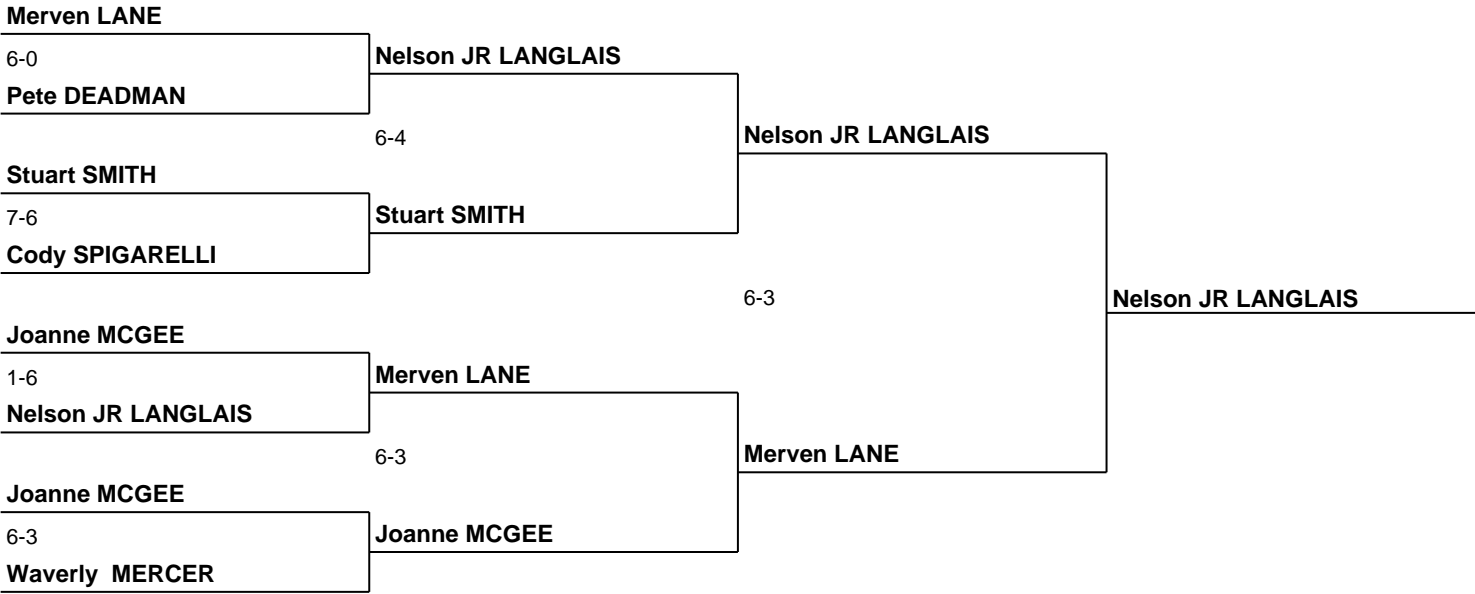 Merven LANE
6-0
Pete DEADMAN
Stuart SMITH
7-6
Cody SPIGARELLI
Joanne MCGEE
1-6
Nelson JR LANGLAIS
Joanne MCGEE
6-3
Waverly  MERCER
Nelson JR LANGLAIS
6-4
Stuart SMITH
Merven LANE
6-3
Joanne MCGEE
Nelson JR LANGLAIS
6-3
Merven LANE
Nelson JR LANGLAIS